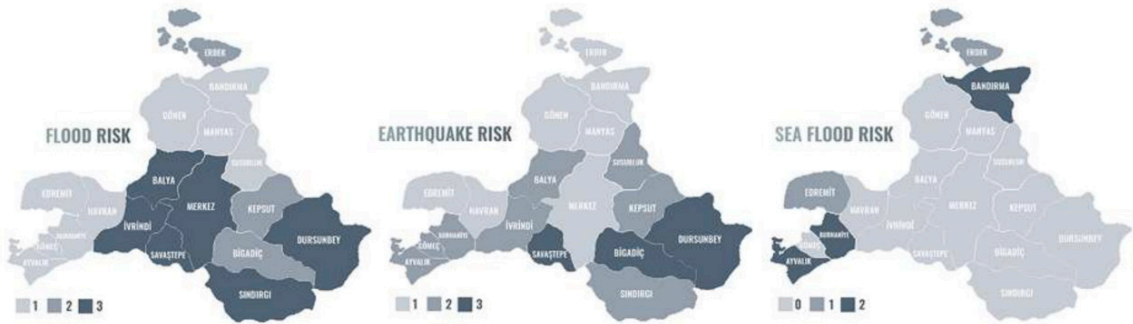 ERDEK
BANDIRMA
GÖNEN
MANYAS
FLOOD RISK
SUSURLUK
BALYA
EDREMİT
HAVRAN
MERKEZ
KEPSUT
İVRİNDİ
BURHANİYE
DURSUNBEY
GÖMEÇ
SAVAŞTEPE
BİGADİÇ
AYVALIK
SINDIRGI
1 2 3
ERDEK
BANDIRMA
GÖNEN
MANYAS
EARTHQUAKE RISK
SUSURLUK
BALYA
EDREMİT
HAVRAN
MERKEZ
KEPSUT
İVRİNDİ
BURHANİYE
DURSUNBEY
GÖMEÇ
SAVAŞTEPE
BİGADİÇ
AYVALIK
SINDIRGI
1 2 3
ERDEK
BANDIRMA
GÖNEN
MANYAS
SEA FLOOD RISK
SUSURLUK
BALYA
EDREMİT
HAVRAN
MERKEZ
KEPSUT
İVRİNDİ
BURHANİYE
DURSUNBEY
GÖMEÇ
SAVAŞTEPE
BİGADİÇ
AYVALIK
SINDIRGI
0 1 2